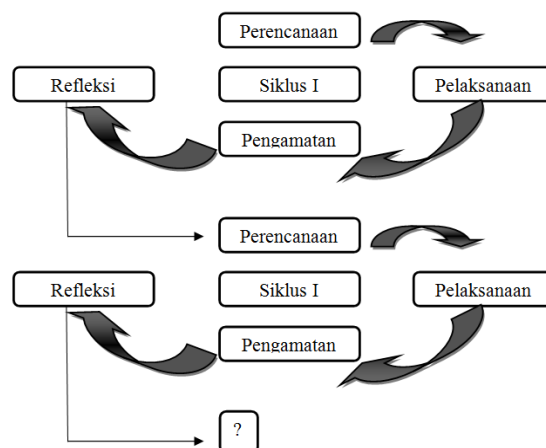 Perencanaan
Refleksi
Siklus I
Pelaksanaan
Pengamatan
Perencanaan
Refleksi
Siklus I
Pelaksanaan
Pengamatan
?